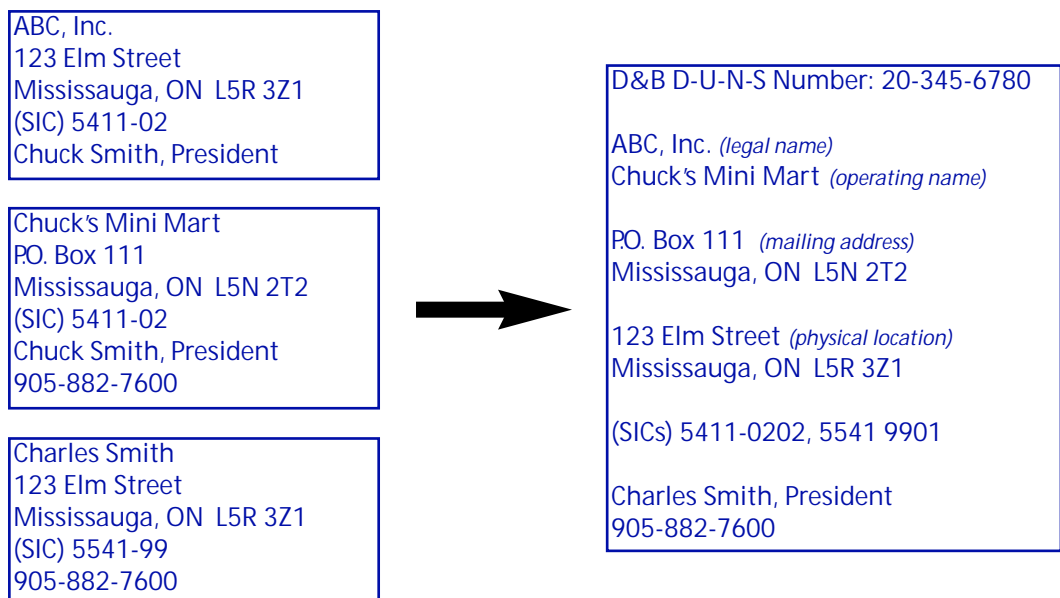 ABC, Inc.
123 Elm Street
Mississauga, ON  L5R 3Z1
(SIC) 5411-02
Chuck Smith, President
Chuck's Mini Mart
P.O. Box 111
Mississauga, ON  L5N 2T2
(SIC) 5411-02
Chuck Smith, President
905-882-7600
Charles Smith
123 Elm Street
Mississauga, ON  L5R 3Z1
(SIC) 5541-99
905-882-7600
D&B D-U-N-S Number: 20-345-6780
ABC, Inc. (legal name)
Chuck's Mini Mart (operating name)
P.O. Box 111 (mailing address)
Mississauga, ON  L5N 2T2
123 Elm Street (physical location)
Mississauga, ON  L5R 3Z1
(SICs) 5411-0202, 5541 9901
Charles Smith, President
905-882-7600